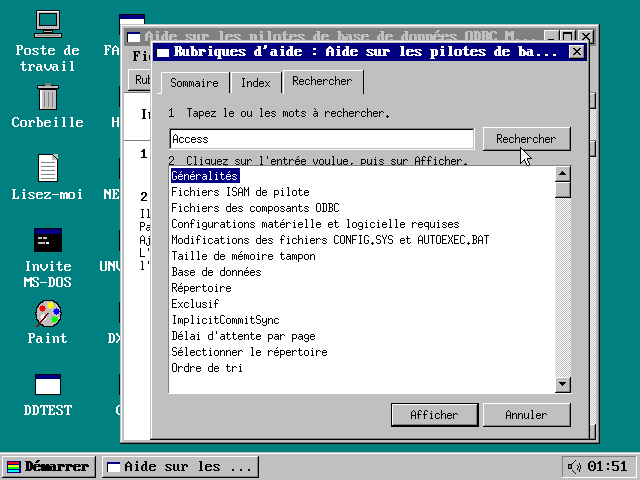 Aide sur les pilotes de base de données ODBC M...
Rubriques d'aide : Aide sur les pilotes de ba...
Poste de
travail
Corbeille
Lisez-moi
Invite
MS-DOS
Paint
DDTEST
Sommaire
Index
Rechercher
1 Tapez le ou les mots à rechercher.
Access
Rechercher
2 Cliquez sur l'entrée voulue, puis sur Afficher.
Généralités
Fichiers ISAM de pilote
Fichiers des composants ODBC
Configurations matérielle et logicielle requises
Modifications des fichiers CONFIG.SYS et AUTOEXEC.BAT
Taille de mémoire tampon
Base de données
Répertoire
Exclusif
ImplicitCommitSync
Délai d'attente par page
Sélectionner le répertoire
Ordre de tri
Afficher
Annuler
1
2
Démarrer
Aide sur les ...
01:51